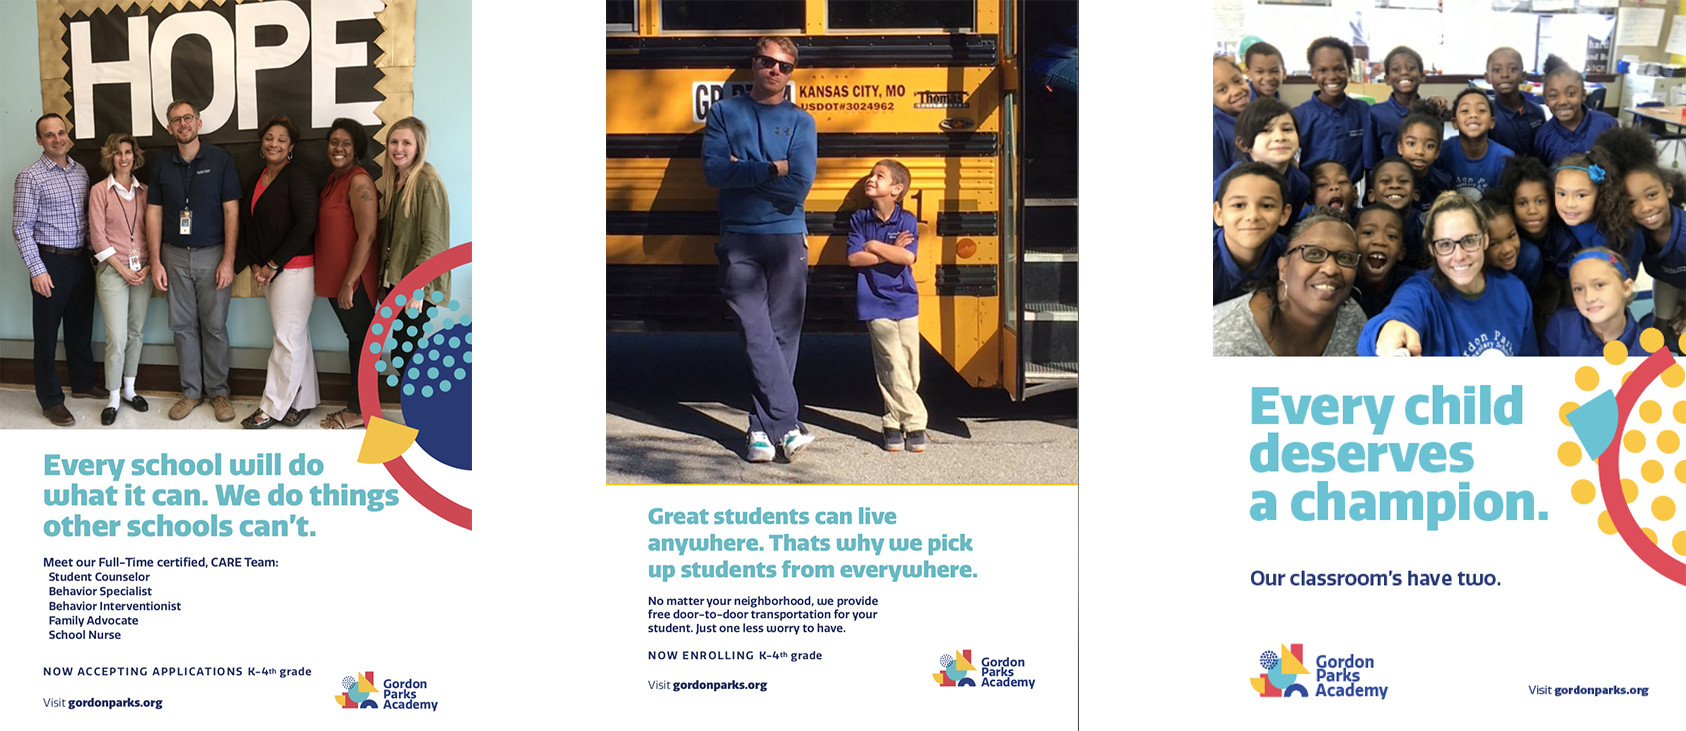 HOPE
Every school will do
what it can. We do things
other schools can't.
Meet our Full-Time certified, CARE Team:
Student Counselor
Behavior Specialist
Behavior Interventionist
Family Advocate
School Nurse
NOW ACCEPTING APPLICATIONS K-4th grade
Visit gordonparks.org
Gordon
Parks
Academy
KANSAS CITY, MO
USDOT#3024962
Thomas
1
Great students can live
anywhere. Thats why we pick
up students from everywhere.
No matter your neighborhood, we provide
free door-to-door transportation for your
student. Just one less worry to have.
NOW ENROLLING K-4th grade
Visit gordonparks.org
Gordon
Parks
Academy
Every child
deserves
a champion.
Our classroom's have two.
Gordon
Parks
Academy
Visit gordonparks.org